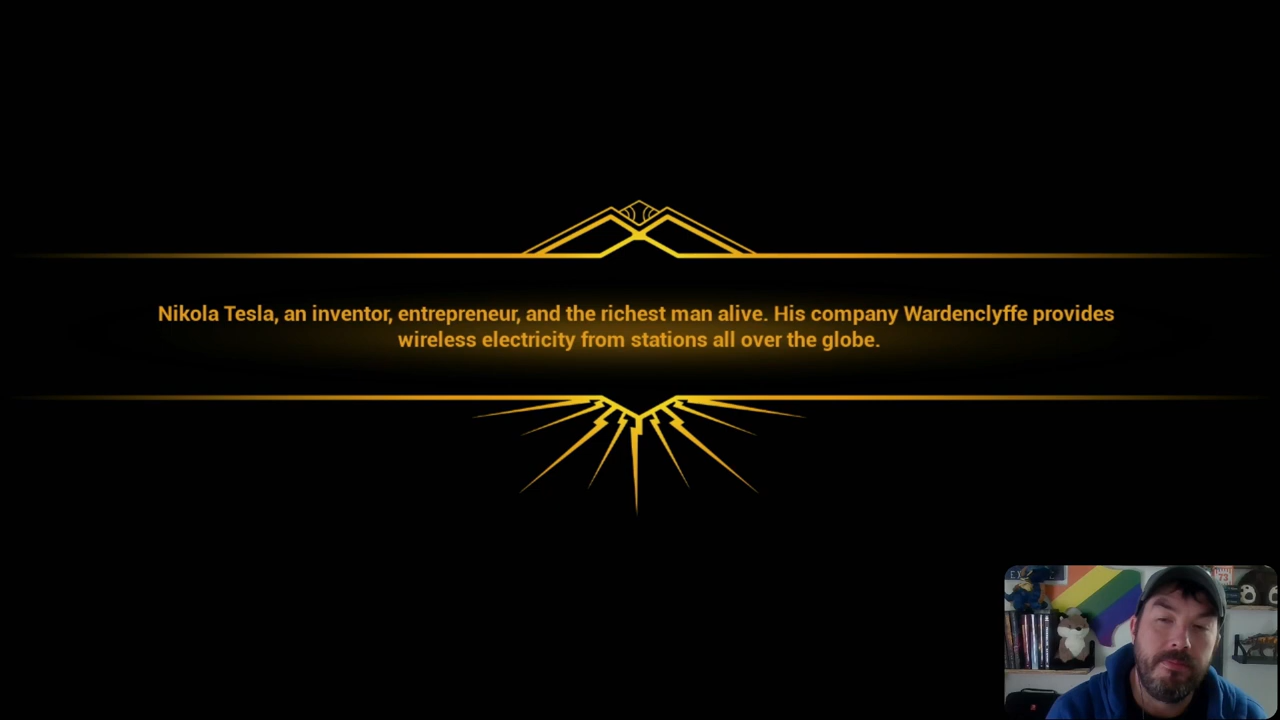 Nikola Tesla, an inventor, entrepreneur, and the richest man alive. His company Wardenclyffe provides
wireless electricity from stations all over the globe.
73